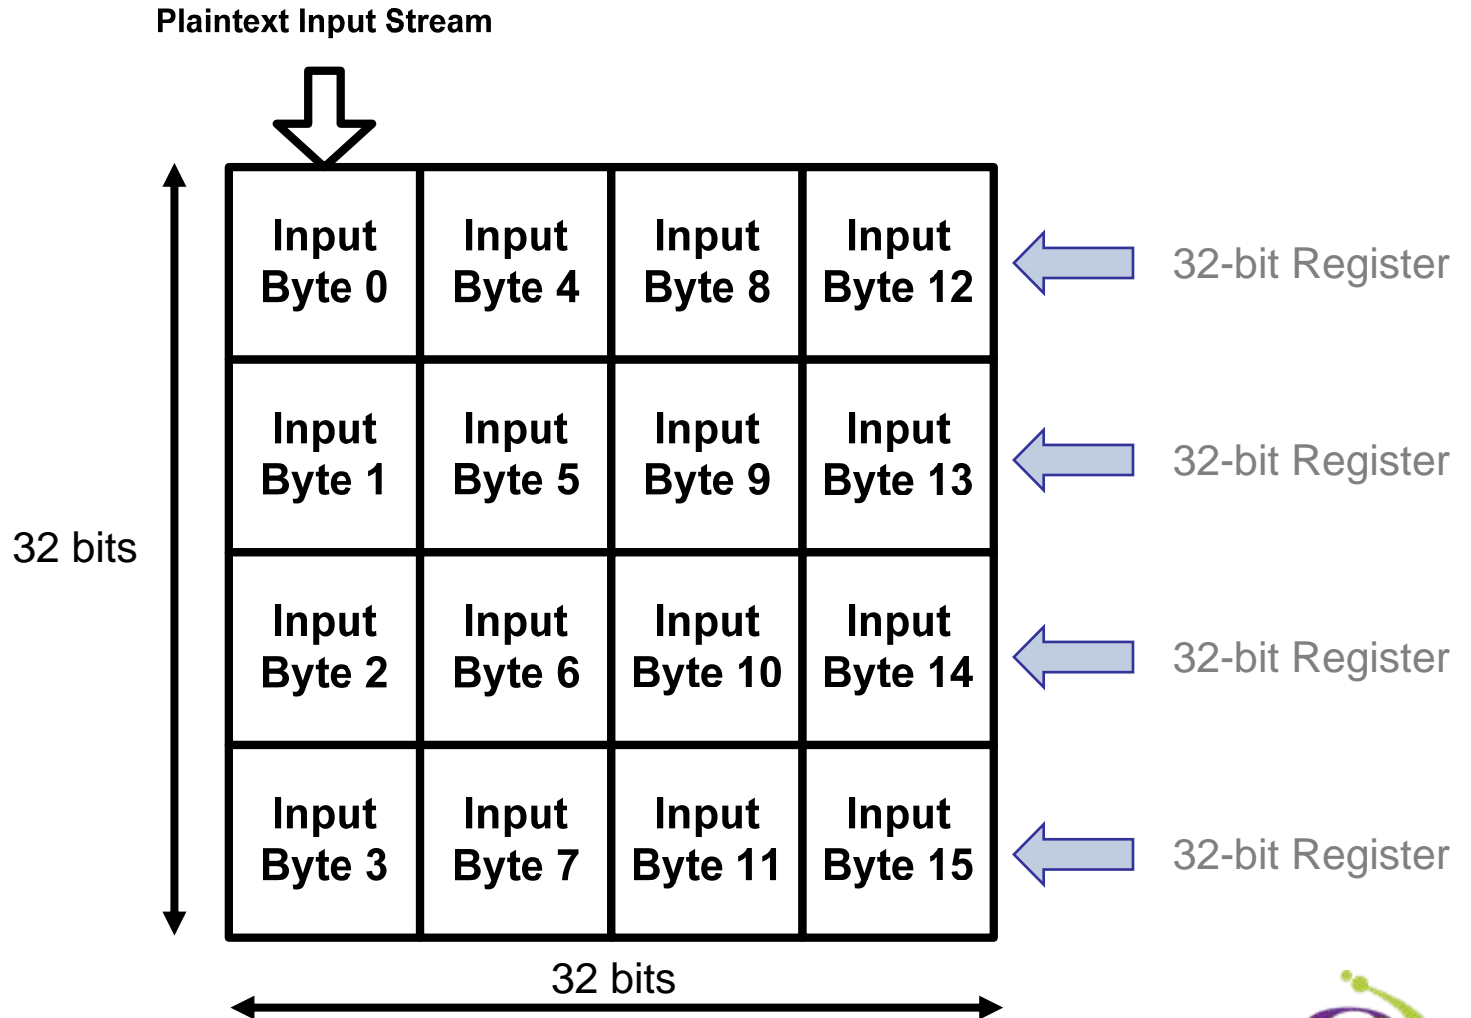 Plaintext Input Stream
Input
Byte 0
Input
Byte 4
Input
Byte 8
Input
Byte 12
32-bit Register
Input
Byte 1
Input
Byte 5
Input
Byte 9
Input
Byte 13
32-bit Register
32 bits
Input
Byte 2
Input
Byte 6
Input
Byte 10
Input
Byte 14
32-bit Register
Input
Byte 3
Input
Byte 7
Input
Byte 11
Input
Byte 15
32-bit Register
32 bits